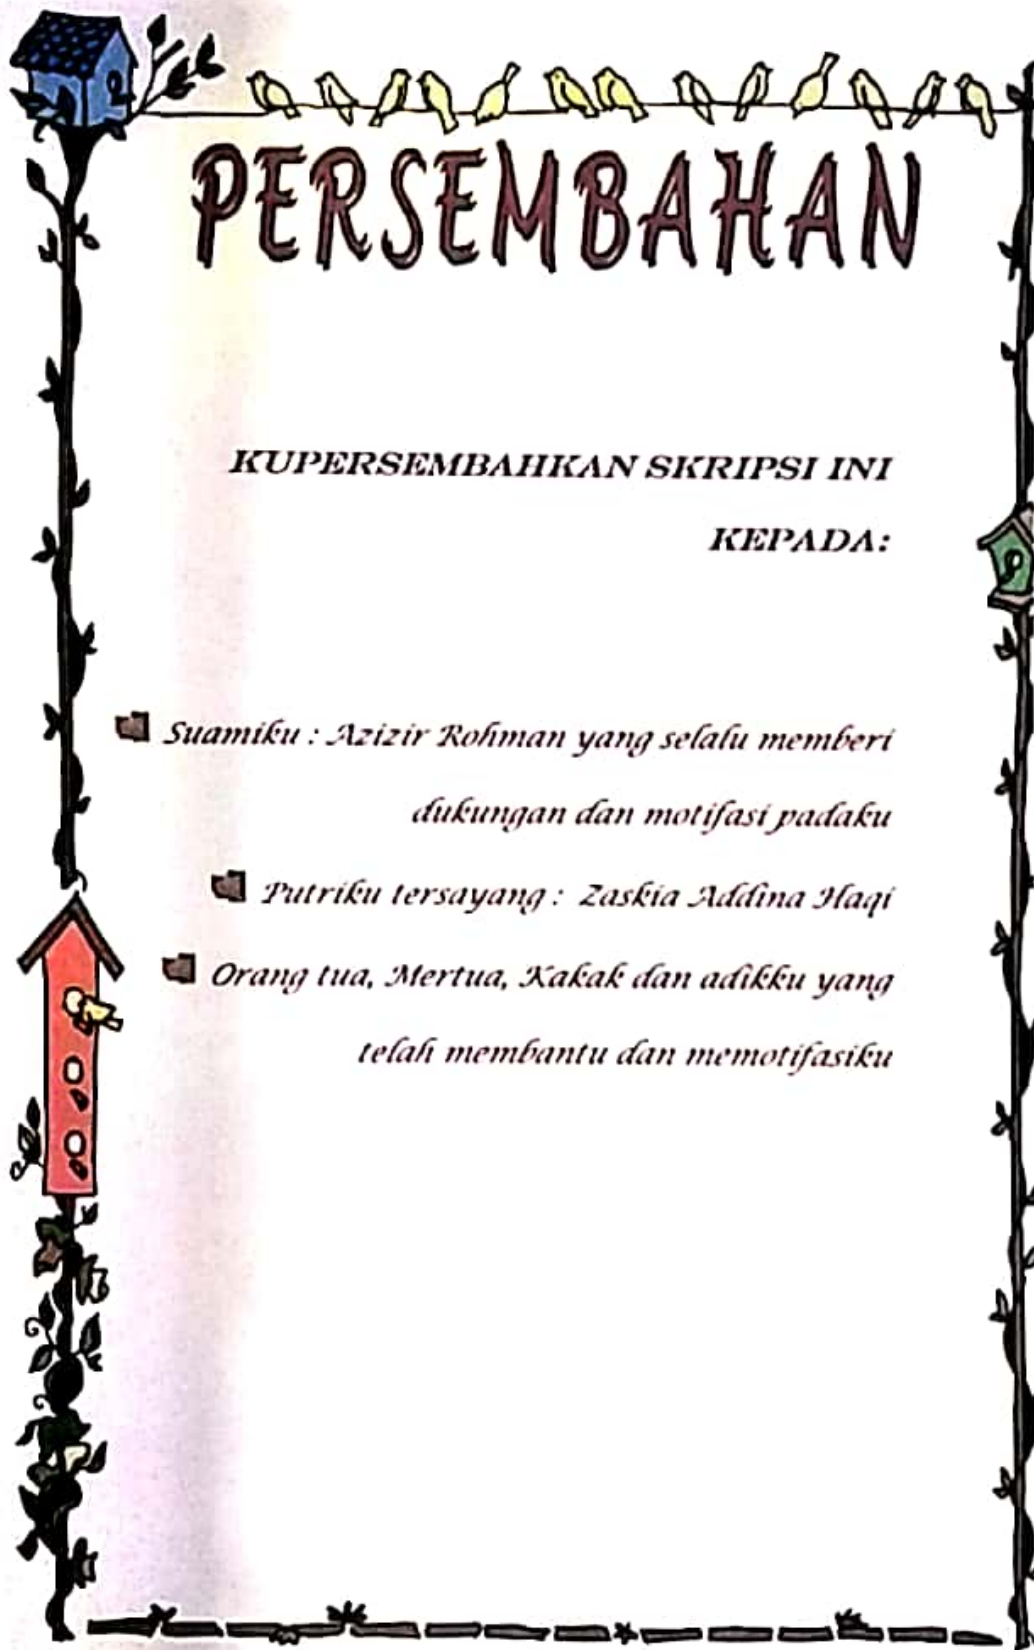 PERSEMBAHAN
KUPERSEMBAHKAN SKRIPSI INI
KEPADA:
Suamiku : Azizir Rohman yang selalu memberi
dukungan dan motifasi padaku
Putriku tersayang : Zaskia Addina Haqi
Orang tua, Mertua, Kakak dan adikku yang
telah membantu dan memotifasiku